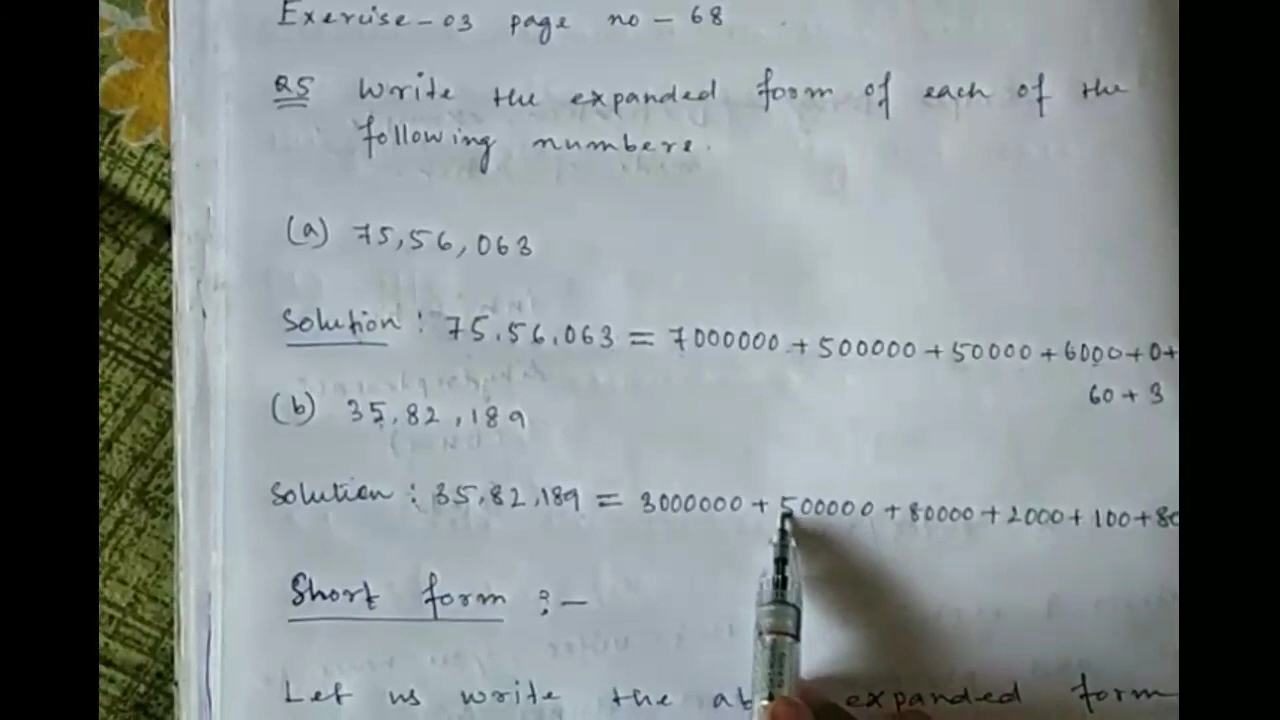 Exercise-03 page no - 68
Q5 Write the expanded form of each of the
following numbers.
(a) 75,56,063
Solution: 75,56,063 = 7000000 + 500000 + 50000 + 6000 + 0 +
60 + 3
(b) 35,82,189
Solution: 35,82,189 = 3000000 + 500000 + 80000 + 2000 + 100 + 80
Short form :-
Let us write the expanded form